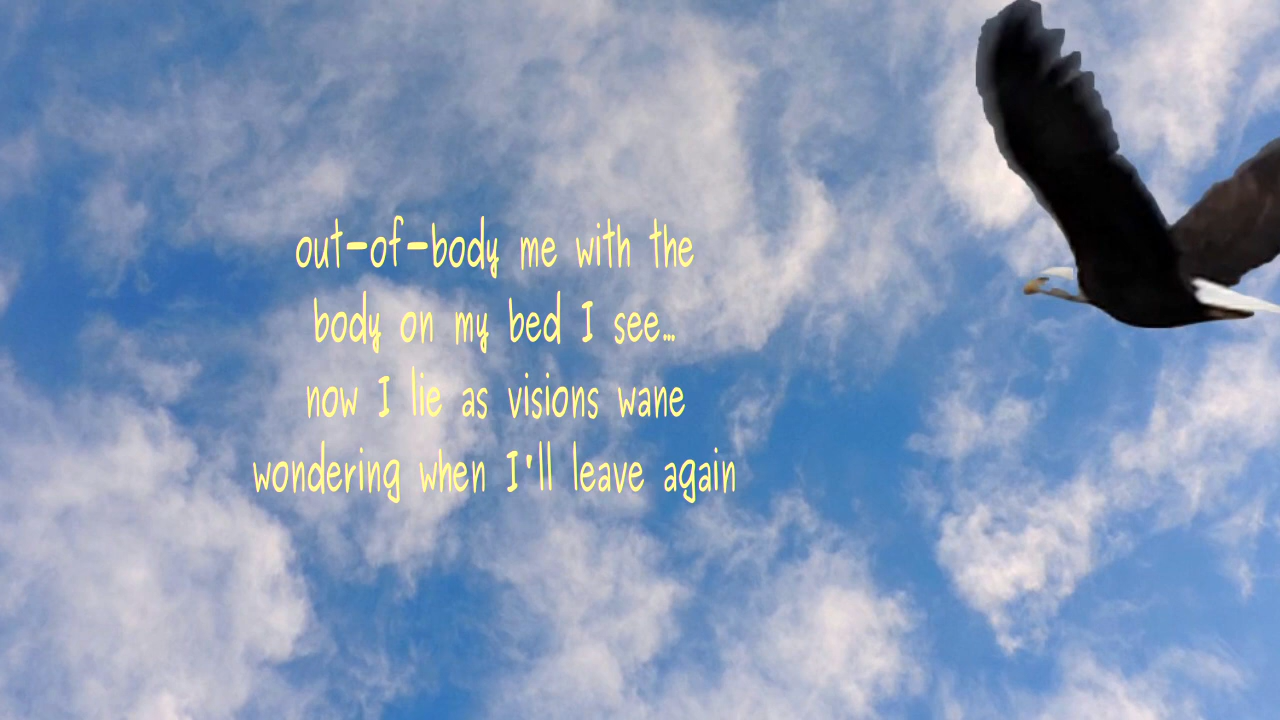 out-of-body me with the
body on my bed I see...
now I lie as visions wane
wondering when I'll leave again